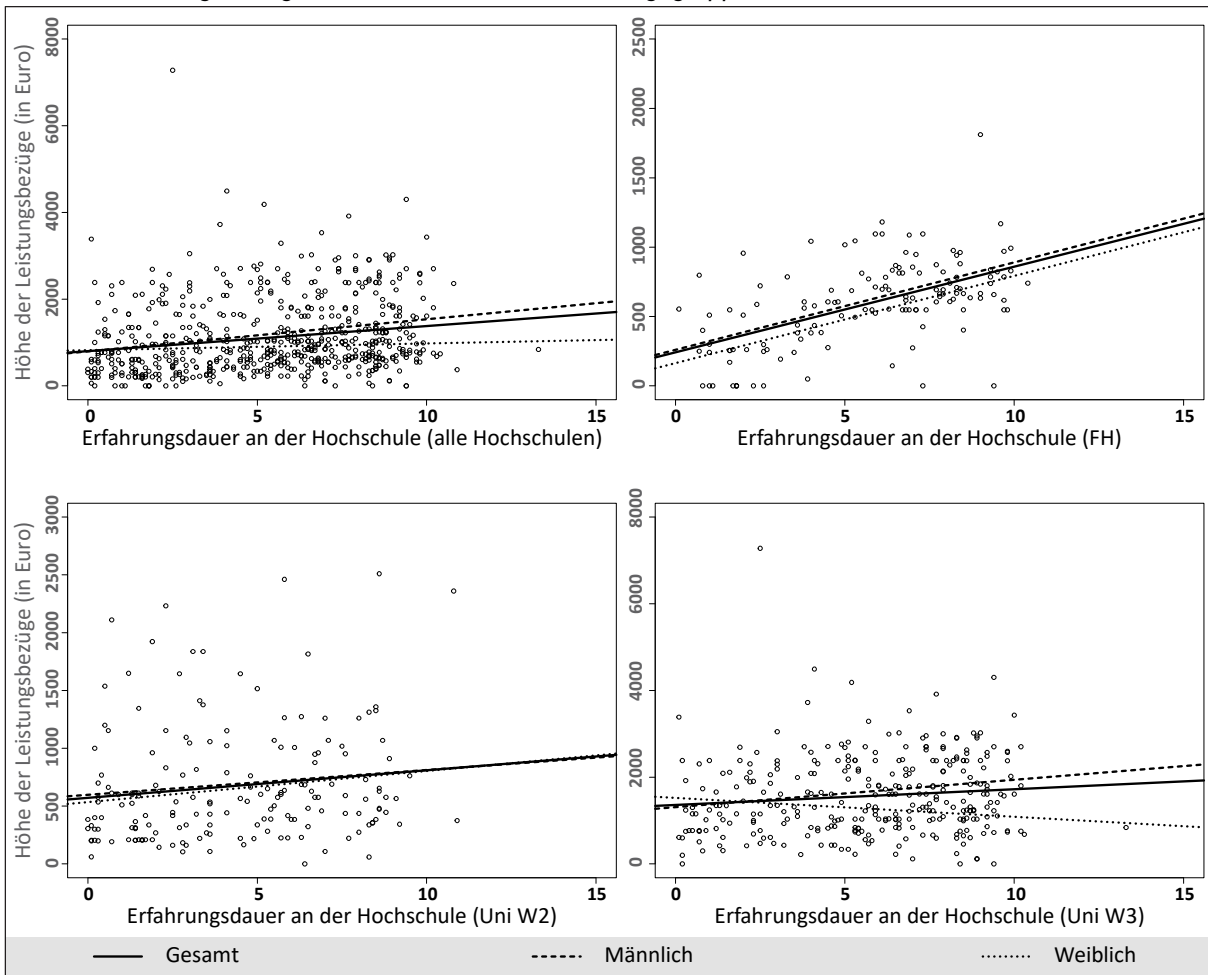 Höhe der Leistungsbezüge (in Euro)
8000
6000
4000
2000
0
0 5 10 15
Erfahrungsdauer an der Hochschule (alle Hochschulen)
2500
2000
1500
1000
500
0
0 5 10 15
Erfahrungsdauer an der Hochschule (FH)
Höhe der Leistungsbezüge (in Euro)
3000
2500
2000
1500
1000
500
0
0 5 10 15
Erfahrungsdauer an der Hochschule (Uni W2)
8000
6000
4000
2000
0
0 5 10 15
Erfahrungsdauer an der Hochschule (Uni W3)
Gesamt Männlich Weiblich